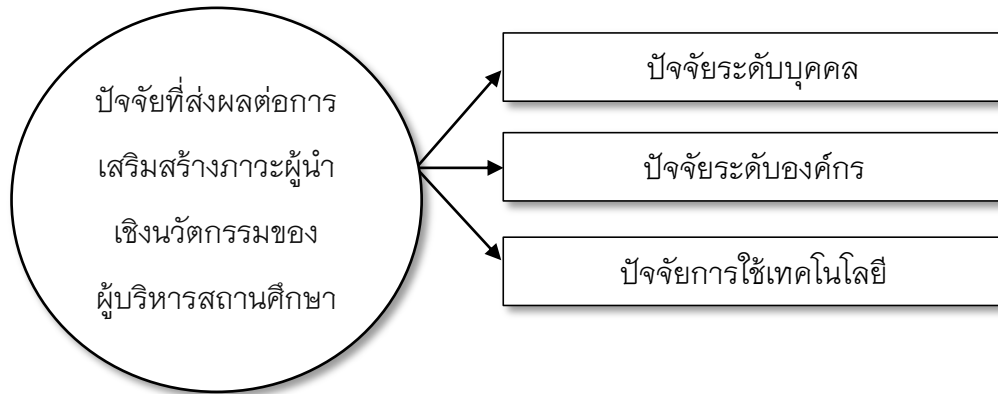 ปัจจัยที่ส่งผลต่อการ
เสริมสร้างภาวะผู้นำ
เชิงนวัตกรรมของ
ผู้บริหารสถานศึกษา
ปัจจัยระดับบุคคล
ปัจจัยระดับองค์กร
ปัจจัยการใช้เทคโนโลยี